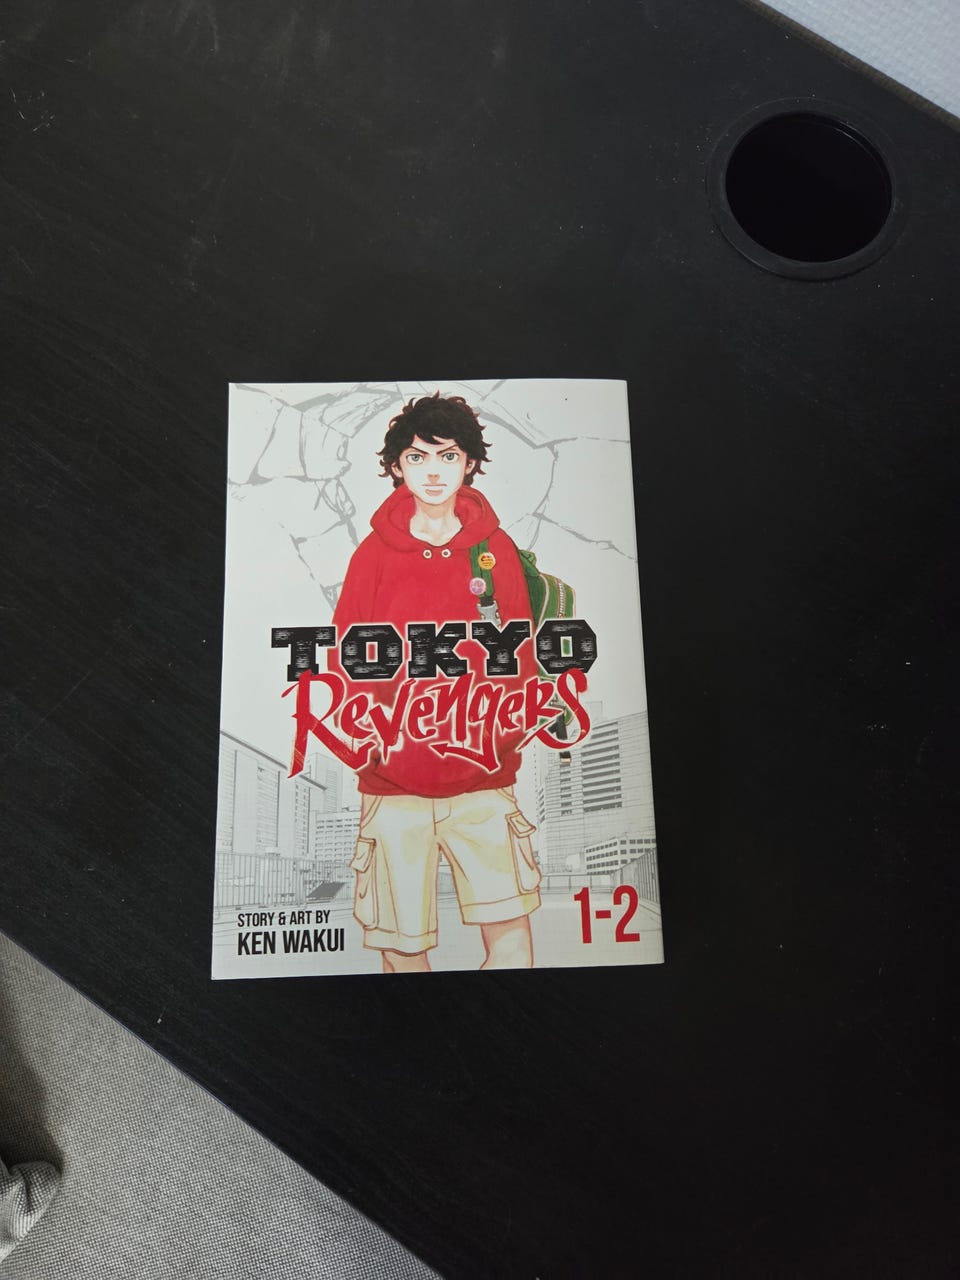 TOKYO
Revengers
STORY & ART BY
KEN WAKUI
1-2